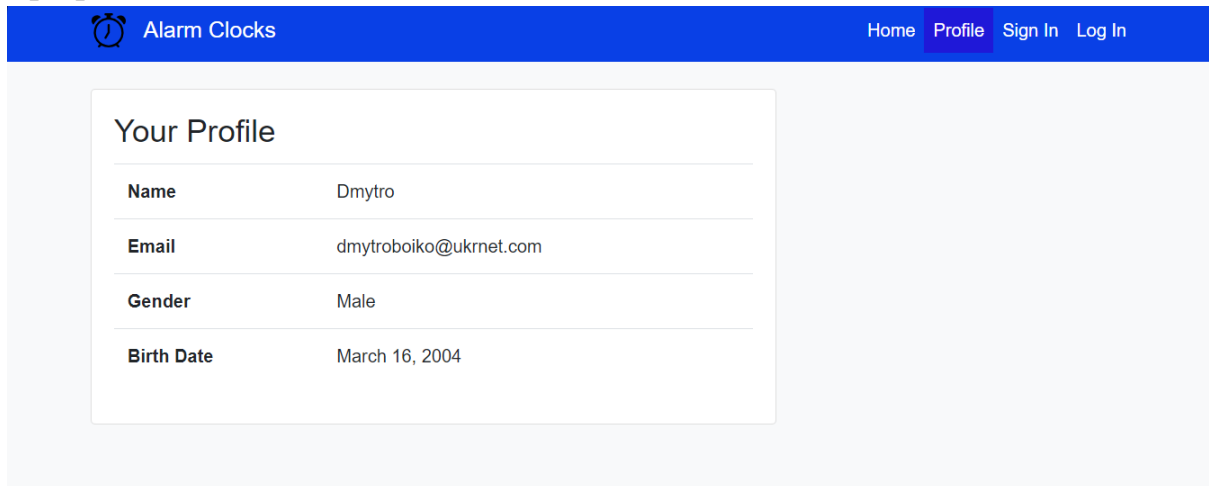 Alarm Clocks Home Profile Sign In Log In
Your Profile
Name Dmytro
Email dmytroboiko@ukrnet.com
Gender Male
Birth Date March 16, 2004